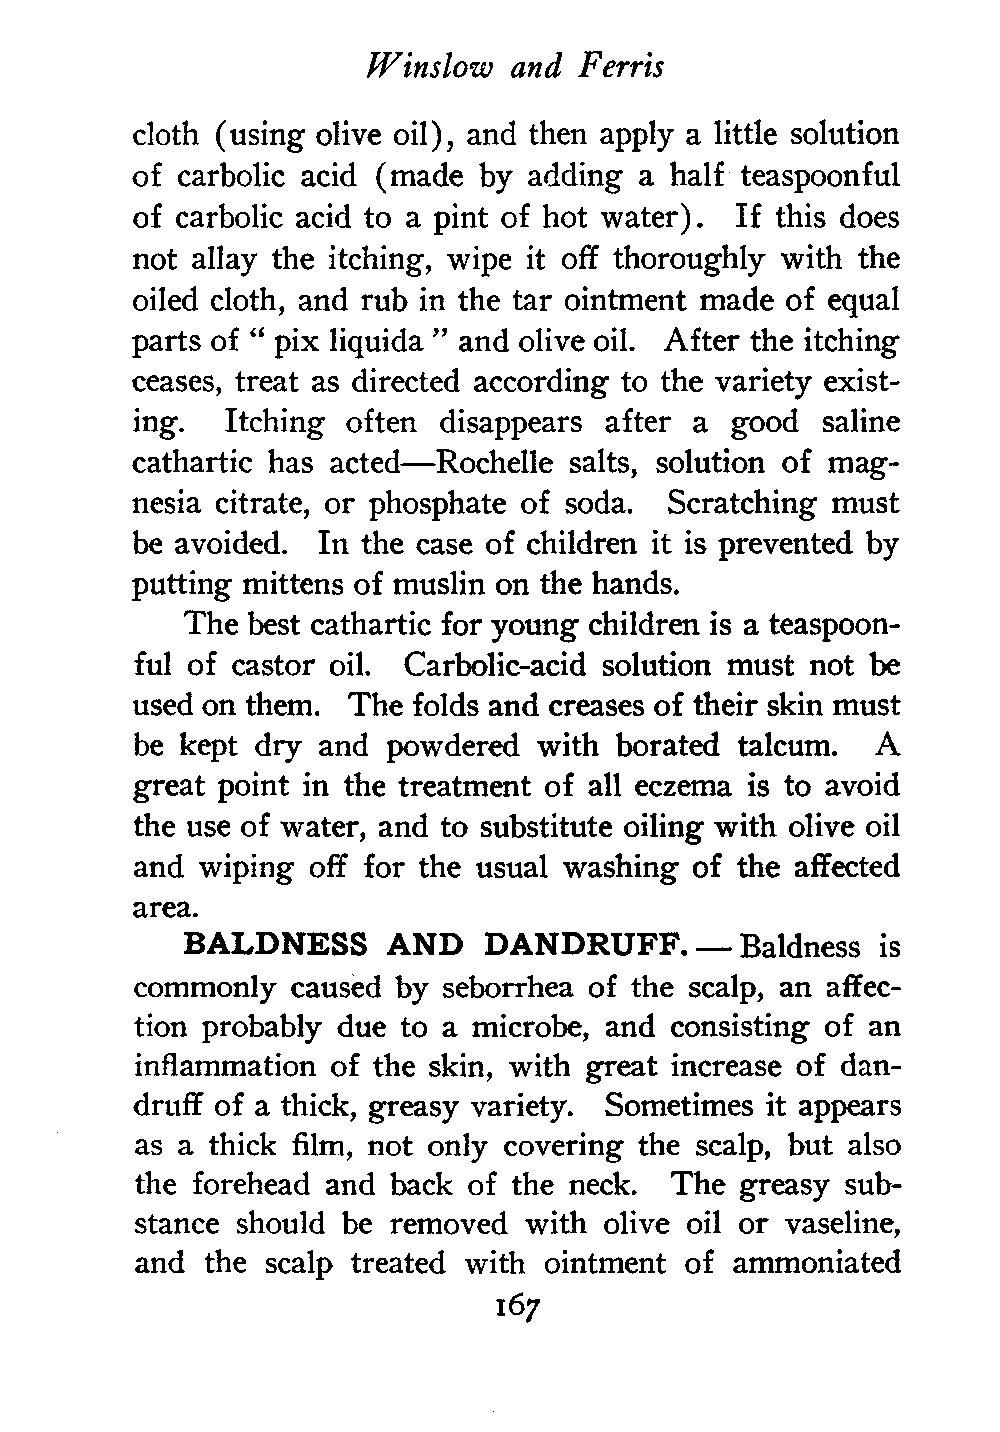 Winslow and Ferris
cloth (using olive oil), and then apply a little solution
of carbolic acid (made by adding a half teaspoonful
of carbolic acid to a pint of hot water). If this does
not allay the itching, wipe it off thoroughly with the
oiled cloth, and rub in the tar ointment made of equal
parts of “ pix liquida ” and olive oil. After the itching
ceases, treat as directed according to the variety exist-
ing. Itching often disappears after a good saline
cathartic has acted—Rochelle salts, solution of mag-
nesia citrate, or phosphate of soda. Scratching must
be avoided. In the case of children it is prevented by
putting mittens of muslin on the hands.
The best cathartic for young children is a teaspoon-
ful of castor oil. Carbolic-acid solution must not be
used on them. The folds and creases of their skin must
be kept dry and powdered with borated talcum. A
great point in the treatment of all eczema is to avoid
the use of water, and to substitute oiling with olive oil
and wiping off for the usual washing of the affected
area.
BALDNESS AND DANDRUFF. — Baldness is
commonly caused by seborrhea of the scalp, an affec-
tion probably due to a microbe, and consisting of an
inflammation of the skin, with great increase of dan-
druff of a thick, greasy variety. Sometimes it appears
as a thick film, not only covering the scalp, but also
the forehead and back of the neck. The greasy sub-
stance should be removed with olive oil or vaseline,
and the scalp treated with ointment of ammoniated
167